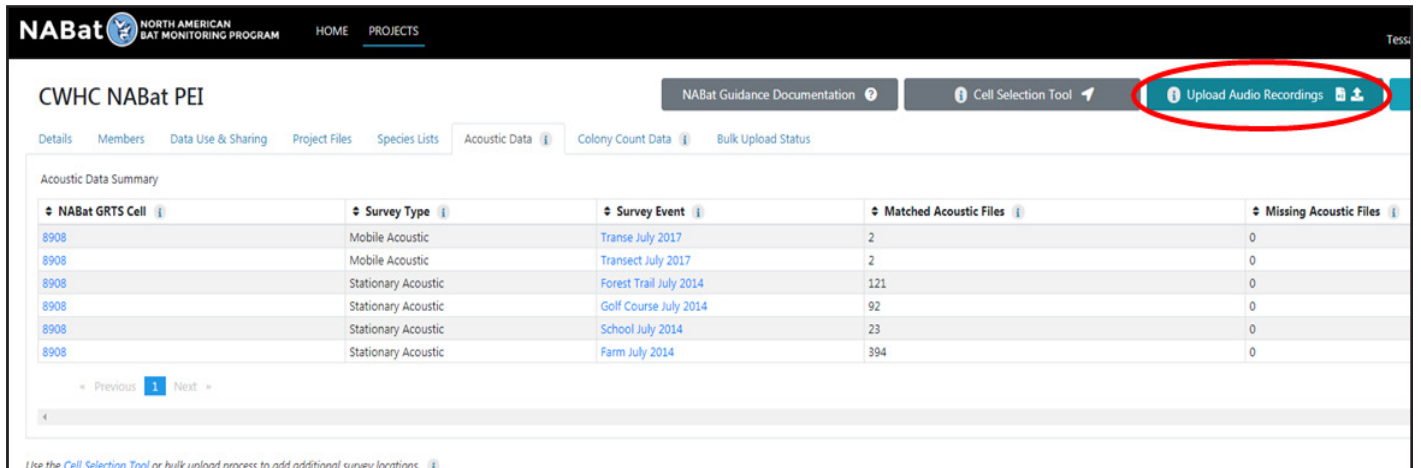 NABat NORTH AMERICAN BAT MONITORING PROGRAM HOME PROJECTS
CWHC NABat PEI NABat Guidance Documentation Cell Selection Tool Upload Audio Recordings
Details Members Data Use & Sharing Project Files Species Lists Acoustic Data Colony Count Data Bulk Upload Status
Acoustic Data Summary
NABat GRTS Cell Survey Type Survey Event Matched Acoustic Files Missing Acoustic Files
8908 Mobile Acoustic Transe July 2017 2 0
8908 Mobile Acoustic Transect July 2017 2 0
8908 Stationary Acoustic Forest Trail July 2014 121 0
8908 Stationary Acoustic Golf Course July 2014 92 0
8908 Stationary Acoustic School July 2014 23 0
8908 Stationary Acoustic Farm July 2014 394 0
« Previous 1 Next »
Use the Cell Selection Tool or bulk upload process to add additional survey locations.